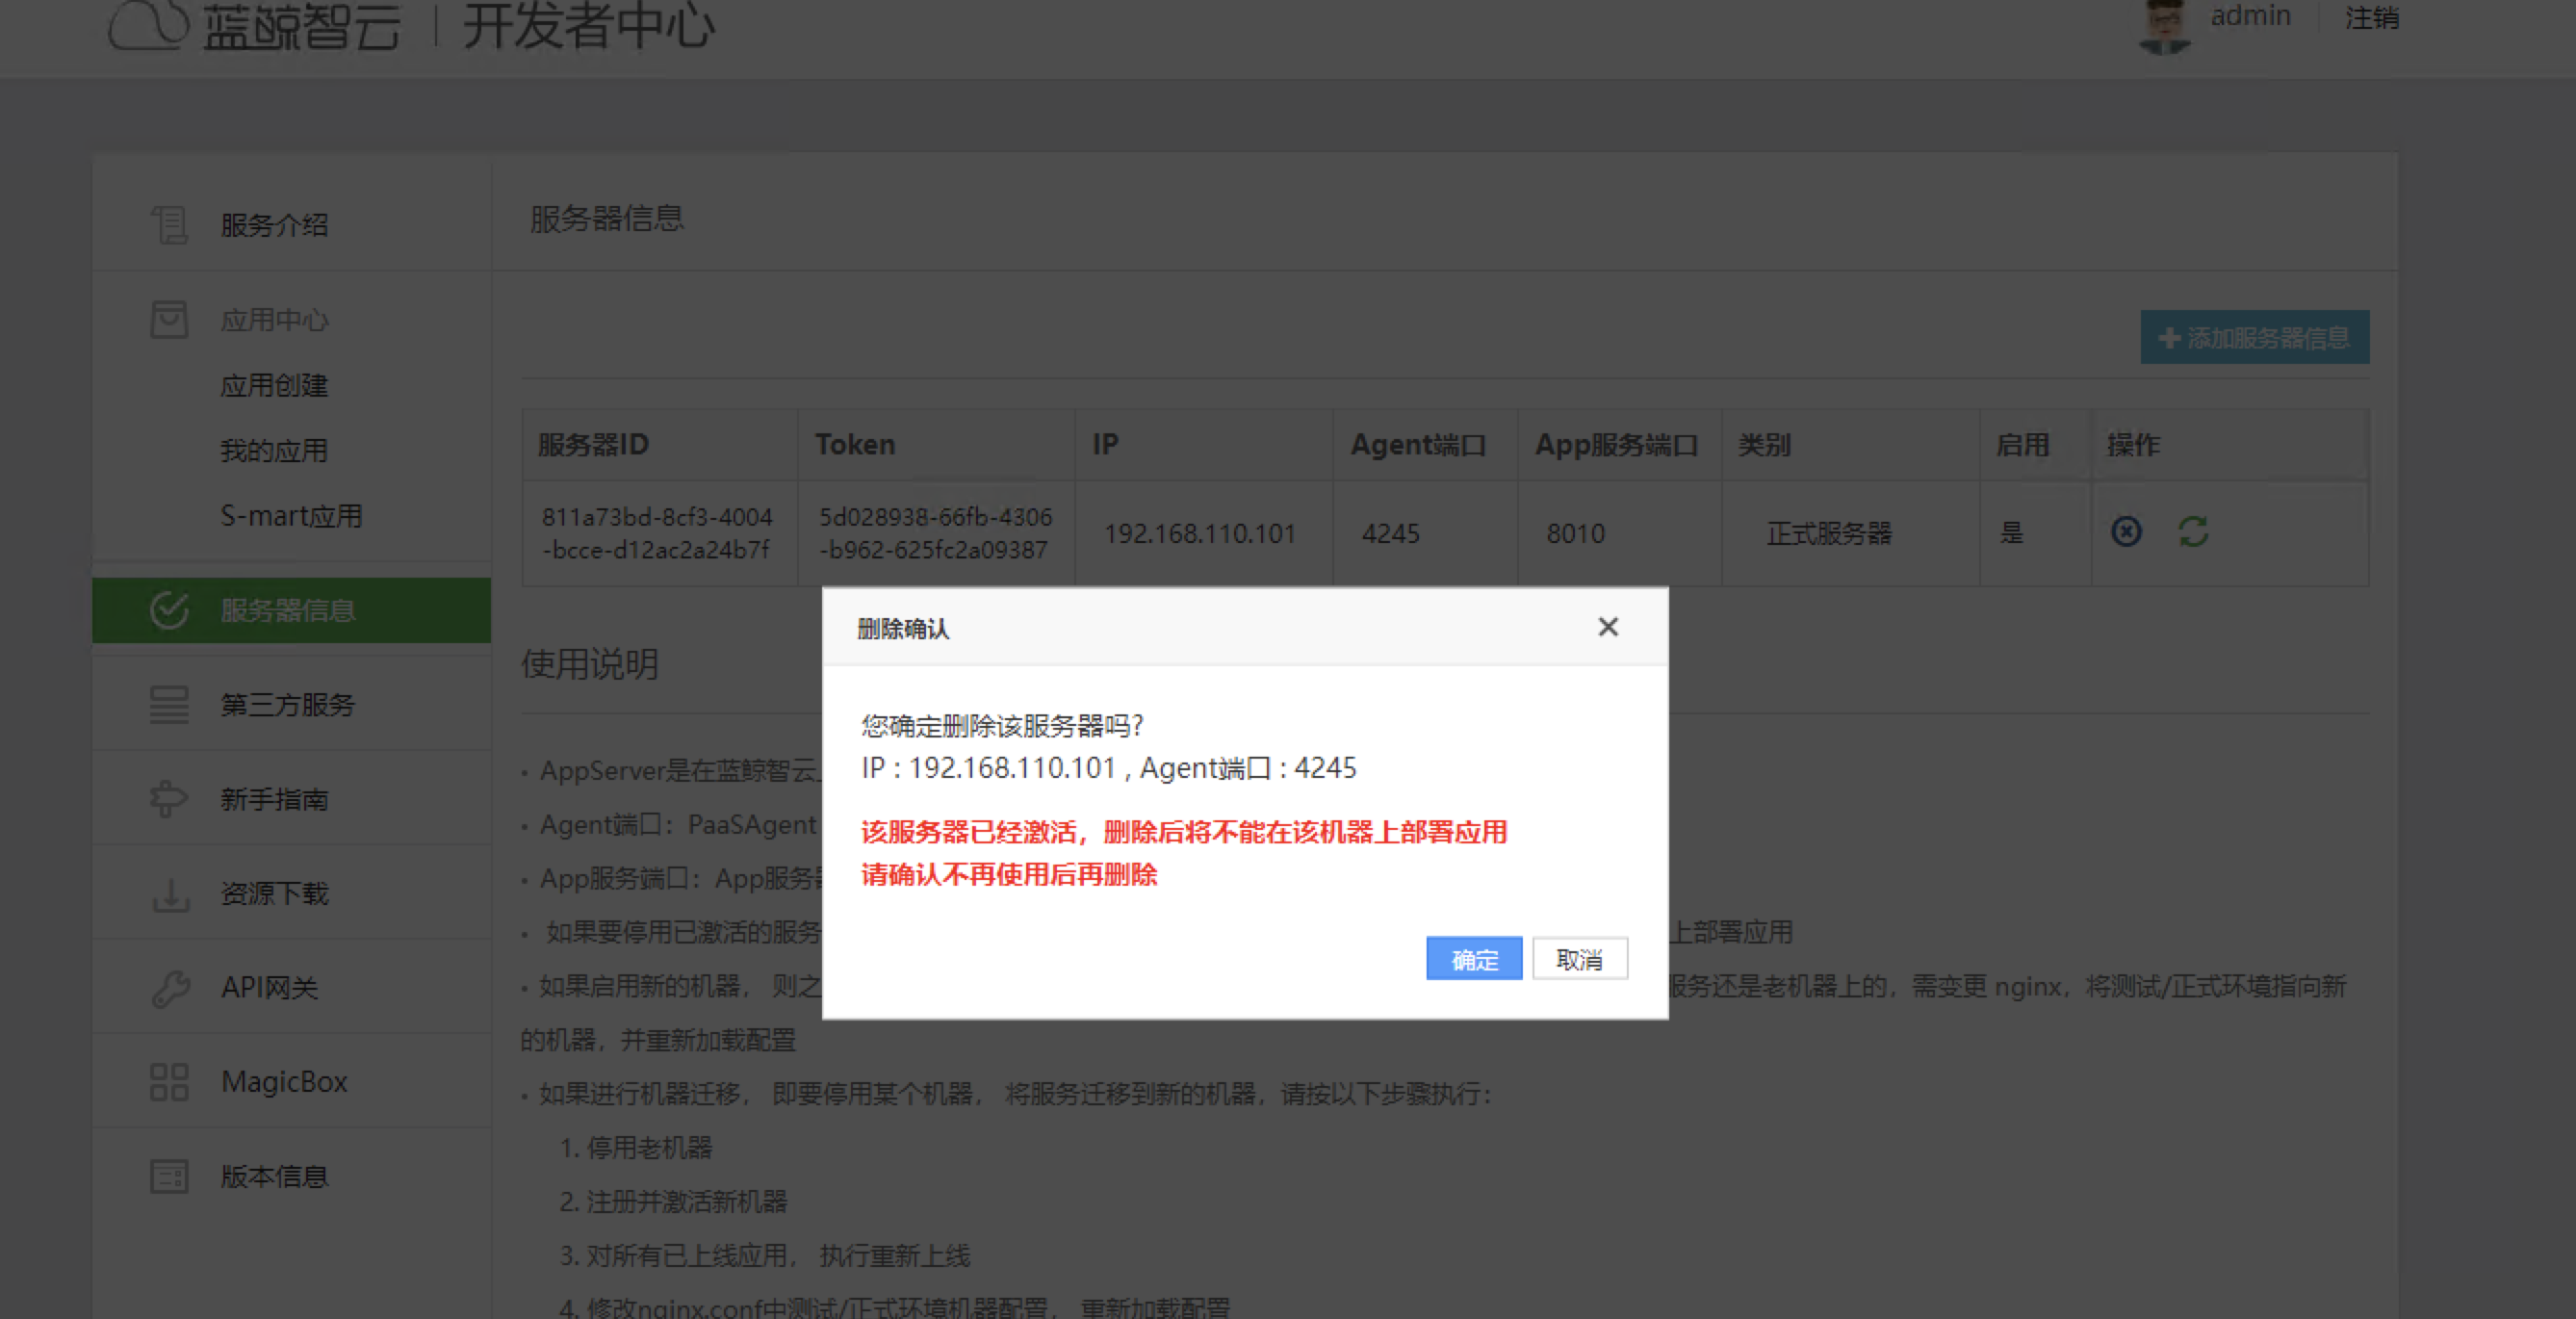 蓝鲸智云 | 开发者中心
admin
注销
服务介绍
应用中心
应用创建
我的应用
S-mart应用
服务器信息
第三方服务
新手指南
资源下载
API网关
MagicBox
版本信息
服务器信息
添加服务器信息
服务器ID Token IP Agent端口 App服务端口 类别 启用 操作
811a73bd-8cf3-4004
-bcce-d12ac2a24b7f
5d028938-66fb-4306
-b962-625fc2a09387
192.168.110.101
4245
8010
正式服务器
是
使用说明
• AppServer是在蓝鲸智云
• Agent端口：PaaSAgent
• App服务端口：App服务
• 如果要停用已激活的服务
上部署应用
• 如果启用新的机器， 则之
服务还是老机器上的，需变更 nginx，将测试/正式环境指向新
的机器，并重新加载配置
• 如果进行机器迁移， 即要停用某个机器， 将服务迁移到新的机器，请按以下步骤执行：
1. 停用老机器
2. 注册并激活新机器
3. 对所有已上线应用， 执行重新上线
4. 修改nginx.conf中测试/正式环境机器配置， 重新加载配置
删除确认
您确定删除该服务器吗?
IP : 192.168.110.101 , Agent端口 : 4245
该服务器已经激活，删除后将不能在该机器上部署应用
请确认不再使用后再删除
确定
取消